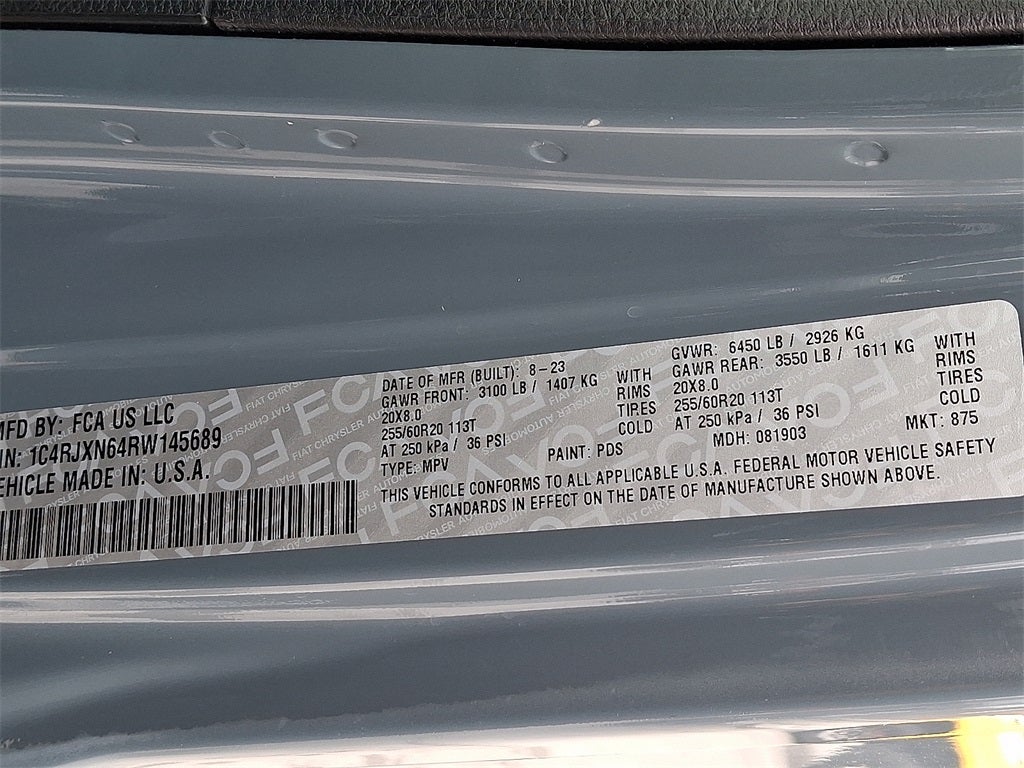 MFD BY: FCA US LLC
IN: 1C4RJXN64RW145689
VEHICLE MADE IN: U.S.A.
DATE OF MFR (BUILT): 8-23
GAWR FRONT: 3100 LB / 1407 KG WITH
20X8.0 RIMS
255/60R20 113T TIRES
AT 250 kPa / 36 PSI COLD
TYPE: MPV
PAINT: PDS
GVWR: 6450 LB / 2926 KG
GAWR REAR: 3550 LB / 1611 KG WITH
20X8.0 RIMS
255/60R20 113T TIRES
AT 250 kPa / 36 PSI COLD
MDH: 081903
MKT: 875
THIS VEHICLE CONFORMS TO ALL APPLICABLE U.S.A. FEDERAL MOTOR VEHICLE SAFETY
STANDARDS IN EFFECT ON THE DATE OF MANUFACTURE SHOWN ABOVE.